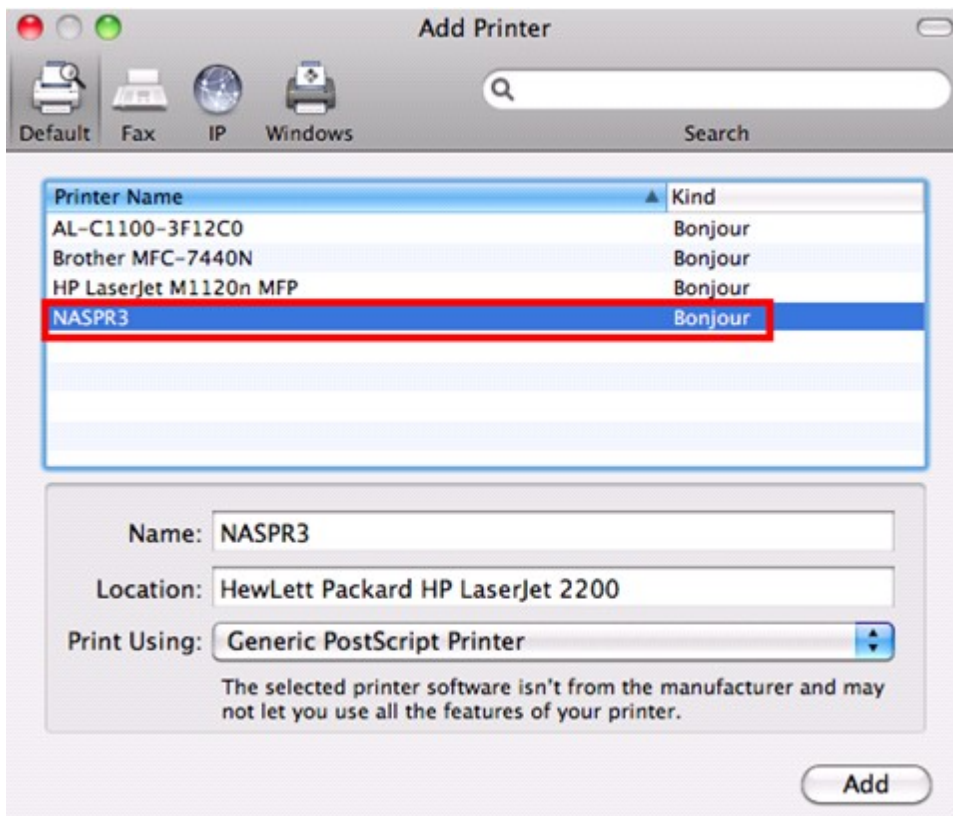 Add Printer
Default Fax IP Windows Search
Printer Name Kind
AL-C1100-3F12C0 Bonjour
Brother MFC-7440N Bonjour
HP LaserJet M1120n MFP Bonjour
NASPR3 Bonjour
Name: NASPR3
Location: HewLett Packard HP LaserJet 2200
Print Using: Generic PostScript Printer
The selected printer software isn't from the manufacturer and may
not let you use all the features of your printer.
Add